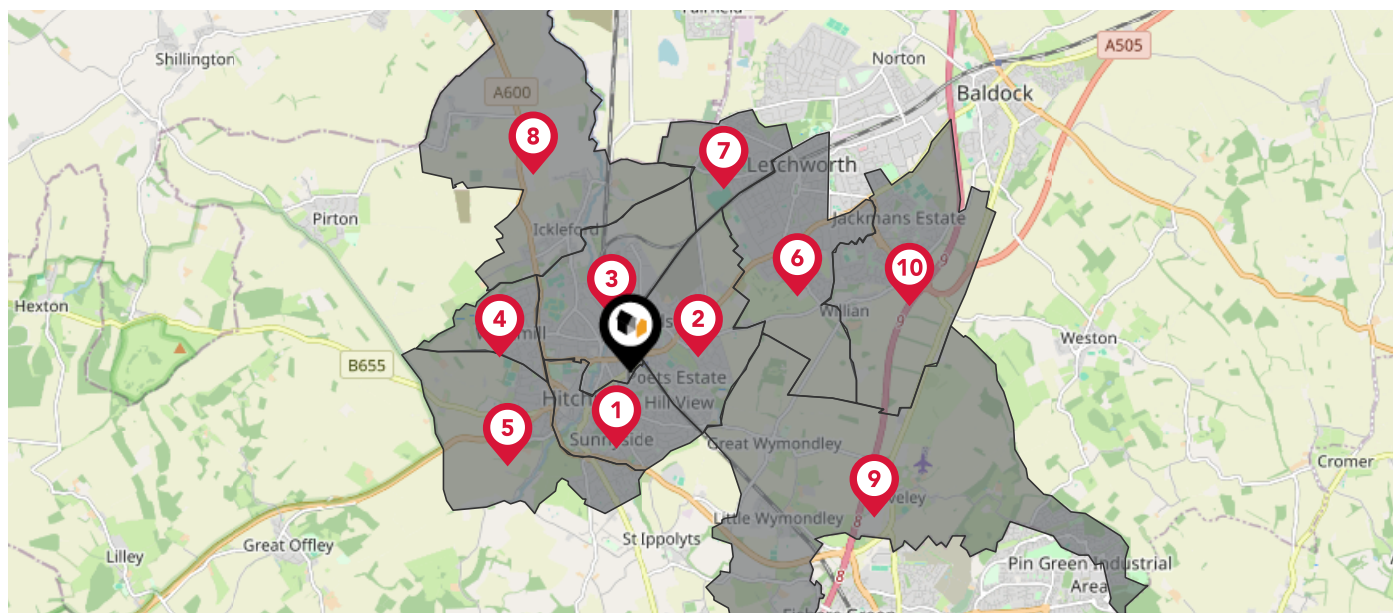 Fairfield
Shillington
Norton
A505
Baldock
A600
8
7
Letchworth
Pirton
Ickleford
Jackmans Estate
6
9
10
3
Hexton
4
2
Willian
9
Weston
B655
Poets Estate
1
Hill View
5
Sunnyside
Great Wymondley
Cromer
9
Little Wymondley
8
Great Offley
St Ippolyts
Lilley
8
Pin Green Industrial
Area